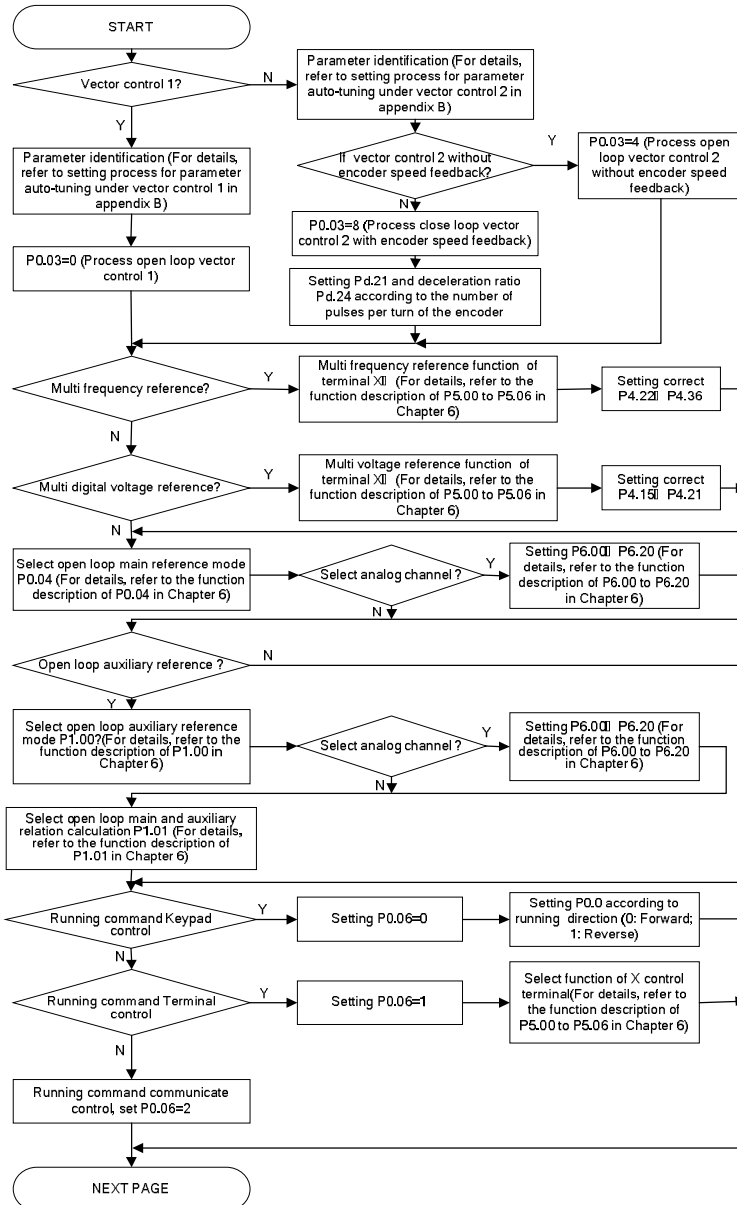 START
Vector control 1?
N
Parameter identification (For details,
refer to setting process for parameter
auto-tuning under vector control 2 in
appendix B)
Y
Parameter identification (For details,
refer to setting process for parameter
auto-tuning under vector control 1 in
appendix B)
If vector control 2 without
encoder speed feedback?
Y
P0.03=4 (Process open
loop vector control 2
without encoder speed
feedback)
N
P0.03=8 (Process close loop vector
control 2 with encoder speed feedback)
P0.03=0 (Process open loop vector
control 1)
Setting Pd.21 and deceleration ratio
Pd.24 according to the number of
pulses per turn of the encoder
Multi frequency reference?
Y
Multi frequency reference function of
terminal XI (For details, refer to the
function description of P5.00 to P5.06 in
Chapter 6)
Setting correct
P4.22 P4.36
N
Multi digital voltage reference?
Y
Multi voltage reference function of
terminal XI (For details, refer to the
function description of P5.00 to P5.06 in
Chapter 6)
Setting correct
P4.15 P4.21
N
Select open loop main reference mode
P0.04 (For details, refer to the function
description of P0.04 in Chapter 6)
Select analog channel ?
Y
Setting P6.00 P6.20 (For
details, refer to the function
description of P6.00 to P6.20
in Chapter 6)
N
Open loop auxiliary reference ?
N
Y
Select open loop auxiliary reference
mode P1.00?(For details, refer to the
function description of P1.00 in
Chapter 6)
Select analog channel ?
Y
Setting P6.00 P6.20 (For
details, refer to the function
description of P6.00 to P6.20
in Chapter 6)
N
Select open loop main and auxiliary
relation calculation P1.01 (For details,
refer to the function description of
P1.01 in Chapter 6)
Running command Keypad
control
Y
Setting P0.06=0
Setting P0.0 according to
running direction (0: Forward;
1: Reverse)
N
Running command Terminal
control
Y
Setting P0.06=1
Select function of X control
terminal(For details, refer to
the function description of
P5.00 to P5.06 in Chapter 6)
N
Running command communicate
control, set P0.06=2
NEXT PAGE